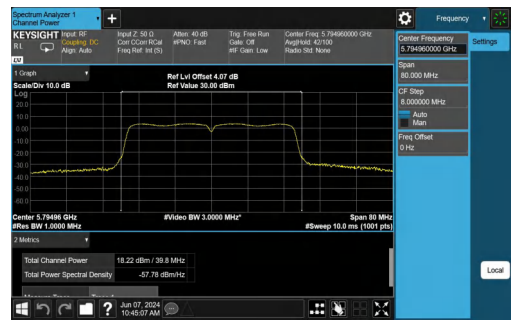 Spectrum Analyzer 1
Channel Power
Frequency
KEYSIGHT
R L
LV
Input: RF
Coupling: DC
Align: Auto
Input Z: 50 Ω
Corr CCorr RCal
Freq Ref: Int (S)
Atten: 40 dB
#PNO: Fast
Trig: Free Run
Gate: Off
#IF Gain: Low
Center Freq: 5.794960000 GHz
Avg|Hold: 42/100
Radio Std: None
Center Frequency
5.794960000 GHz
Settings
Span
80.000 MHz
CF Step
8.000000 MHz
Auto
Man
Freq Offset
0 Hz
Local
1 Graph
Scale/Div 10.0 dB
Ref Lvl Offset 4.07 dB
Ref Value 30.00 dBm
Log
20.0
10.0
0.00
-10.0
-20.0
-30.0
-40.0
-50.0
-60.0
Center 5.79496 GHz
#Video BW 3.0000 MHz*
Span 80 MHz
#Res BW 1.0000 MHz
#Sweep 10.0 ms (1001 pts)
2 Metrics
Total Channel Power 18.22 dBm / 39.8 MHz
Total Power Spectral Density -57.78 dBm/Hz
?
Jun 07, 2024
10:45:07 AM